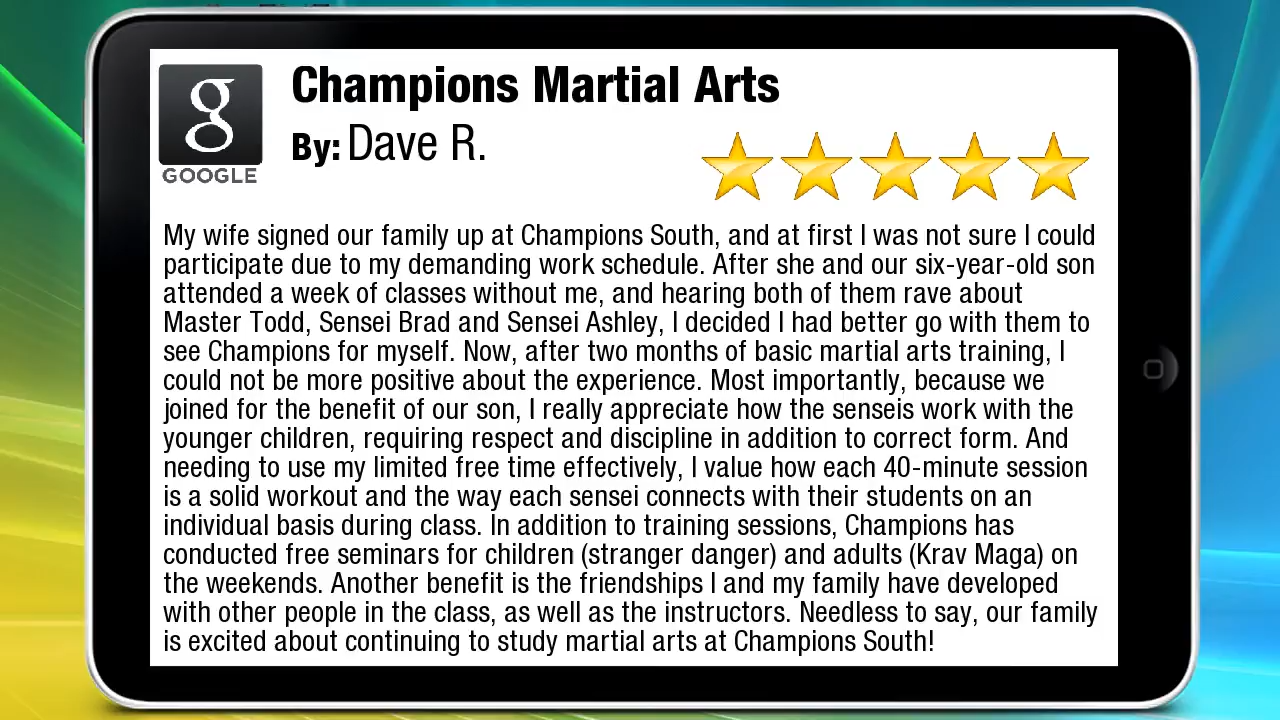 Champions Martial Arts
g
GOOGLE
By: Dave R.
My wife signed our family up at Champions South, and at first I was not sure I could
participate due to my demanding work schedule. After she and our six-year-old son
attended a week of classes without me, and hearing both of them rave about
Master Todd, Sensei Brad and Sensei Ashley, I decided I had better go with them to
see Champions for myself. Now, after two months of basic martial arts training, I
could not be more positive about the experience. Most importantly, because we
joined for the benefit of our son, I really appreciate how the senseis work with the
younger children, requiring respect and discipline in addition to correct form. And
needing to use my limited free time effectively, I value how each 40-minute session
is a solid workout and the way each sensei connects with their students on an
individual basis during class. In addition to training sessions, Champions has
conducted free seminars for children (stranger danger) and adults (Krav Maga) on
the weekends. Another benefit is the friendships I and my family have developed
with other people in the class, as well as the instructors. Needless to say, our family
is excited about continuing to study martial arts at Champions South!